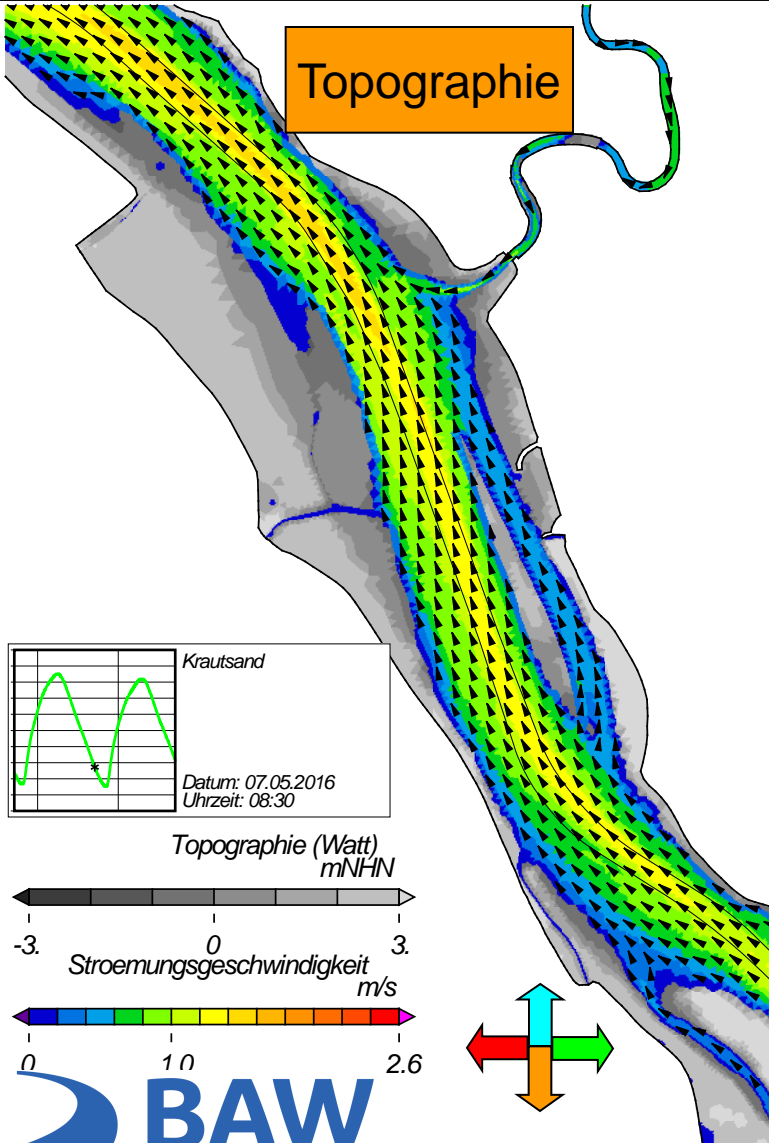 Topographie
Krautsand
Datum: 07.05.2016
Uhrzeit: 08:30
Topographie (Watt)
mNHN
-3. 0 3.
Stroemungsgeschwindigkeit
m/s
0 1.0 2.6
BAW